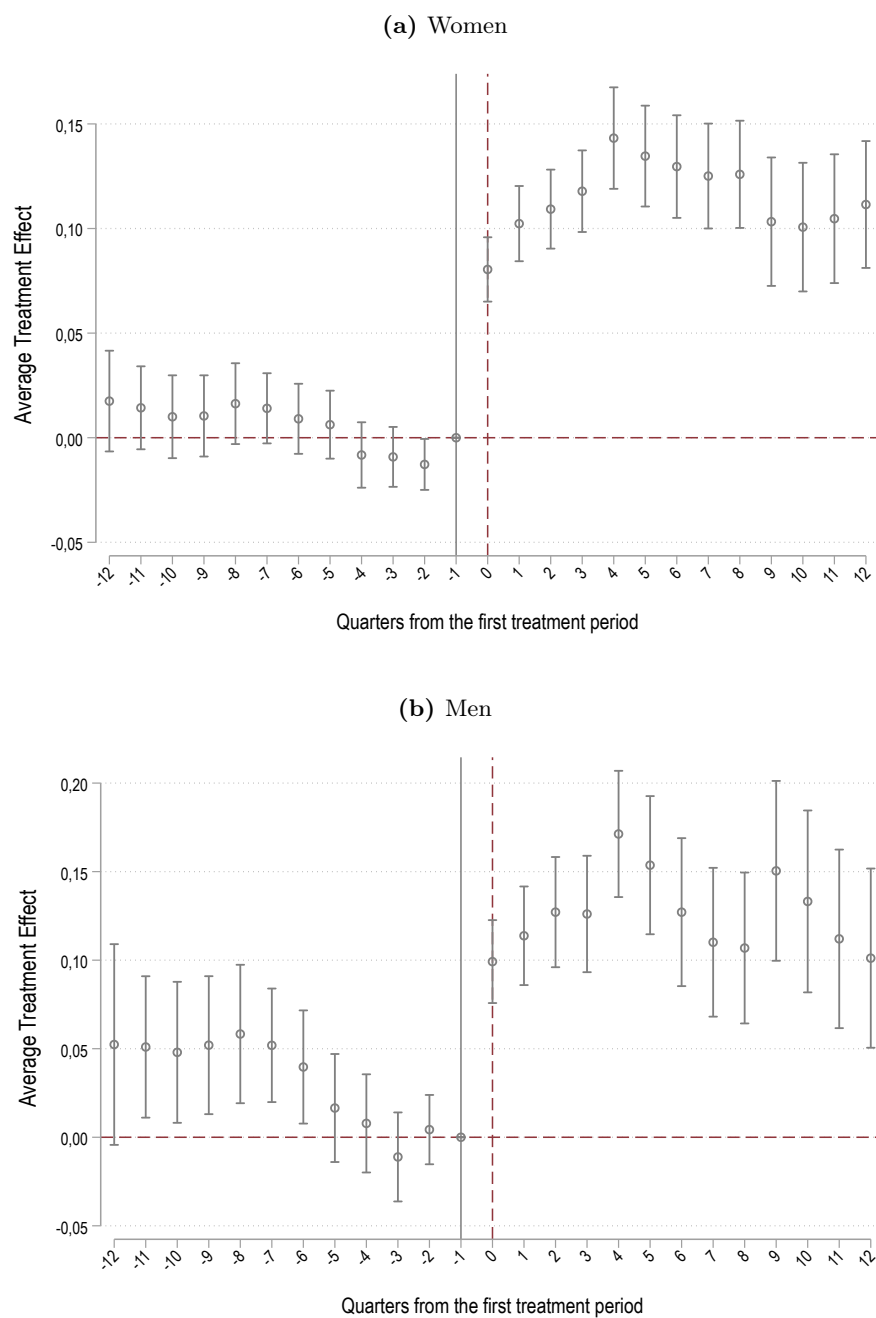 (a) Women
0,15
0,10
0,05
0,00
-0,05
Average Treatment Effect
-12 -11 -10 -9 -8 -7 -6 -5 -4 -3 -2 -1 0 1 2 3 4 5 6 7 8 9 10 11 12
Quarters from the first treatment period
(b) Men
0,20
0,15
0,10
0,05
0,00
-0,05
Average Treatment Effect
-12 -11 -10 -9 -8 -7 -6 -5 -4 -3 -2 -1 0 1 2 3 4 5 6 7 8 9 10 11 12
Quarters from the first treatment period